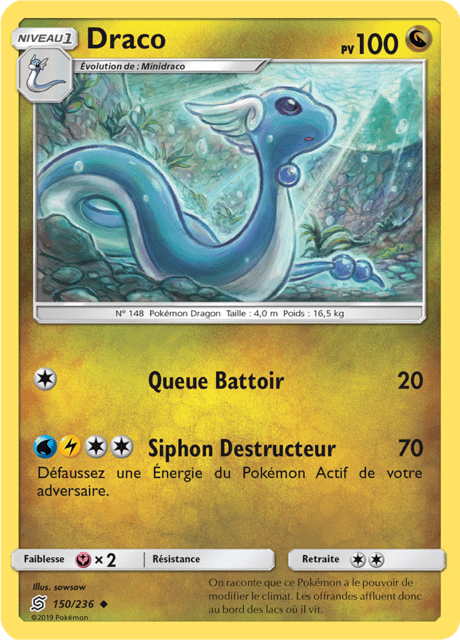 NIVEAU 1
Draco
PV 100
Évolution de : Minidraco
N° 148 Pokémon Dragon Taille : 4,0 m Poids : 16,5 kg
Queue Battoir 20
Siphon Destructeur 70
Défaussez une Énergie du Pokémon Actif de votre
adversaire.
Faiblesse × 2 Résistance Retraite
Illus. sowsow
150/236
©2019 Pokémon
On raconte que ce Pokémon a le pouvoir de
modifier le climat. Les offrandes affluent donc
au bord des lacs où il vit.